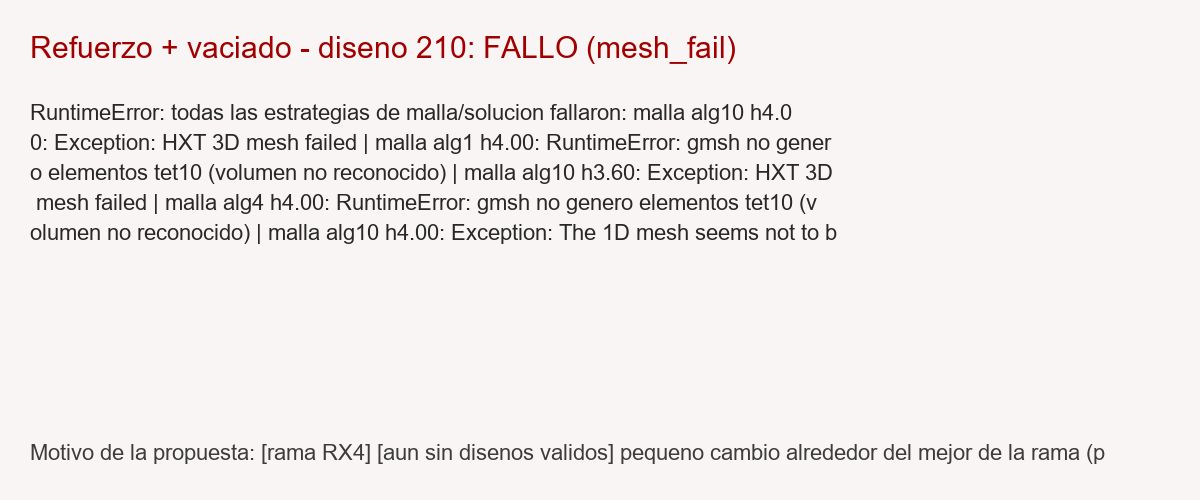 Refuerzo + vaciado - diseno 210: FALLO (mesh_fail)
RuntimeError: todas las estrategias de malla/solucion fallaron: malla alg10 h4.0
0: Exception: HXT 3D mesh failed | malla alg1 h4.00: RuntimeError: gmsh no gener
o elementos tet10 (volumen no reconocido) | malla alg10 h3.60: Exception: HXT 3D
 mesh failed | malla alg4 h4.00: RuntimeError: gmsh no genero elementos tet10 (v
olumen no reconocido) | malla alg10 h4.00: Exception: The 1D mesh seems not to b
Motivo de la propuesta: [rama RX4] [aun sin disenos validos] pequeno cambio alrededor del mejor de la rama (p